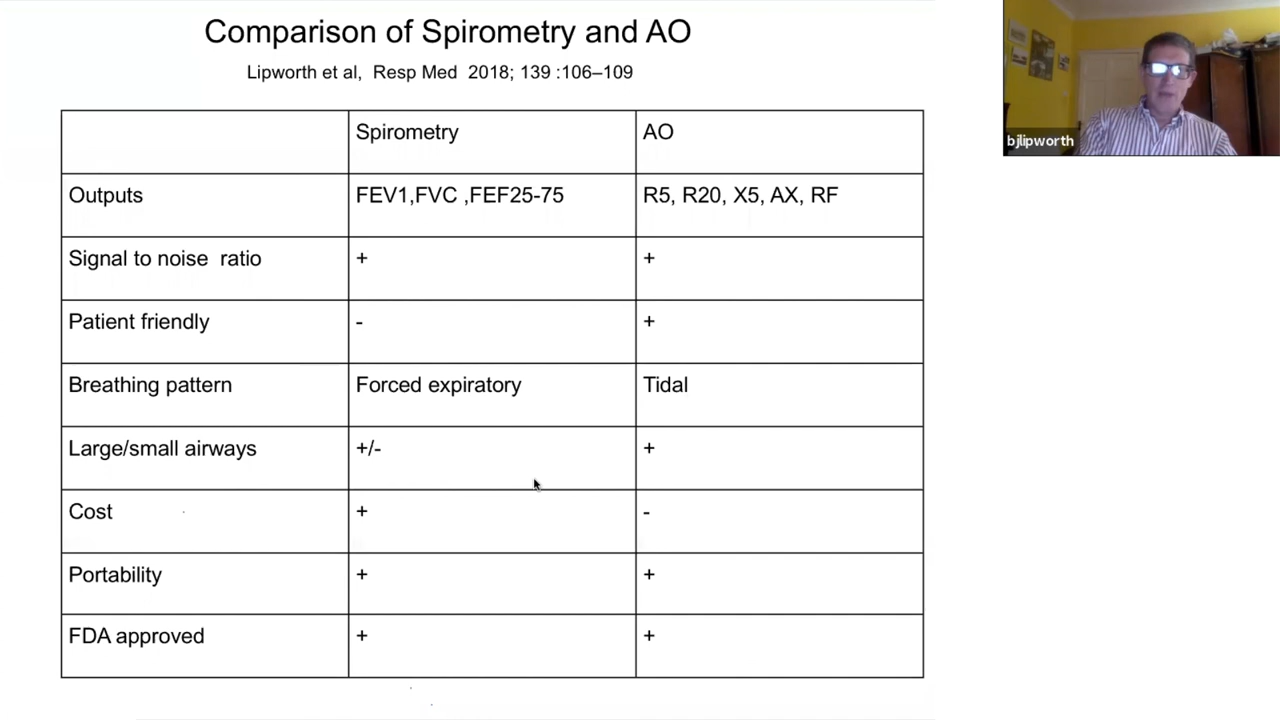 Comparison of Spirometry and AO
Lipworth et al, Resp Med 2018; 139 :106–109
Spirometry AO
Outputs FEV1,FVC ,FEF25-75 R5, R20, X5, AX, RF
Signal to noise ratio + +
Patient friendly - +
Breathing pattern Forced expiratory Tidal
Large/small airways +/- +
Cost + -
Portability + +
FDA approved + +
bjlipworth